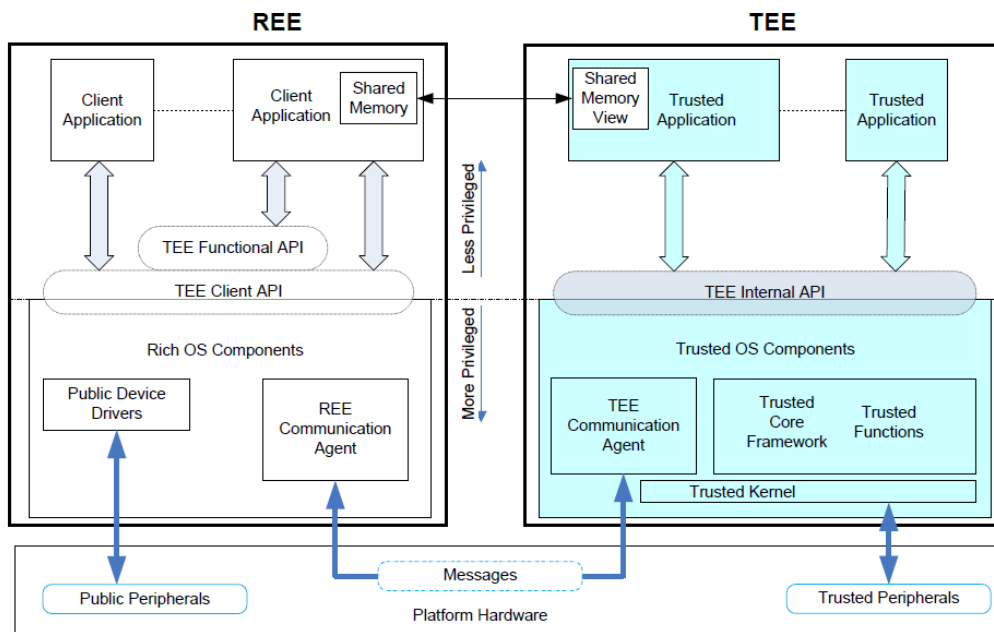 REE
TEE
Client
Application
Client
Application
Shared
Memory
Shared
Memory
View
Trusted
Application
Trusted
Application
Less Privileged
TEE Functional API
TEE Client API
TEE Internal API
More Privileged
Rich OS Components
Trusted OS Components
Public Device
Drivers
REE
Communication
Agent
TEE
Communication
Agent
Trusted
Core
Framework
Trusted
Functions
Trusted Kernel
Messages
Public Peripherals
Trusted Peripherals
Platform Hardware